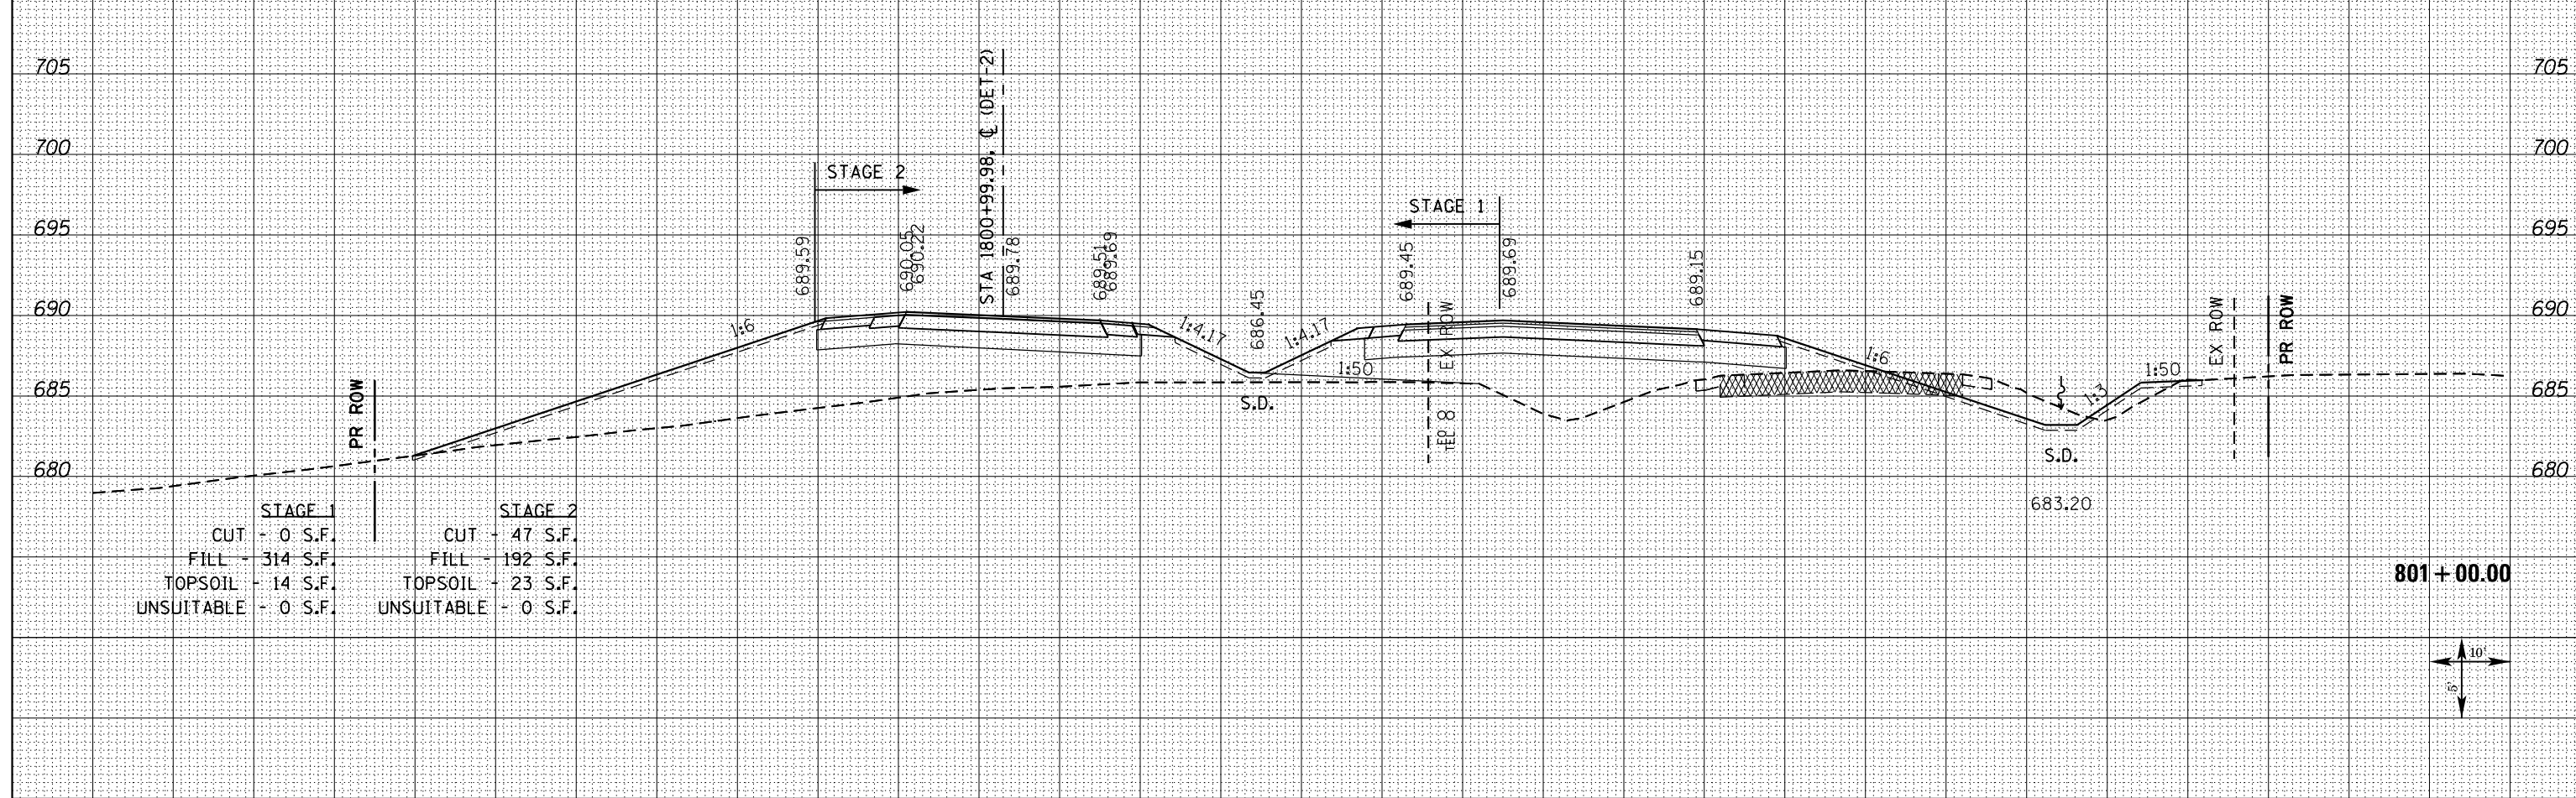 705
705
700
700
695
695
690
690
685
685
680
680
STA 1800+99.98, ℄ (DET-2)
STAGE 2
STAGE 1
689.59
690.05
690.22
689.78
689.51
689.69
686.45
689.45
689.69
689.15
1:6
1:4.17
1:4.17
1:50
1:6
1:3
1:50
PR ROW
EX ROW
EX ROW
PR ROW
S.D.
S.D.
683.20
TEL 8
STAGE 1
CUT - 0 S.F.
FILL - 314 S.F.
TOPSOIL - 14 S.F.
UNSUITABLE - 0 S.F.
STAGE 2
CUT - 47 S.F.
FILL - 192 S.F.
TOPSOIL - 23 S.F.
UNSUITABLE - 0 S.F.
801+00.00
10'
5'